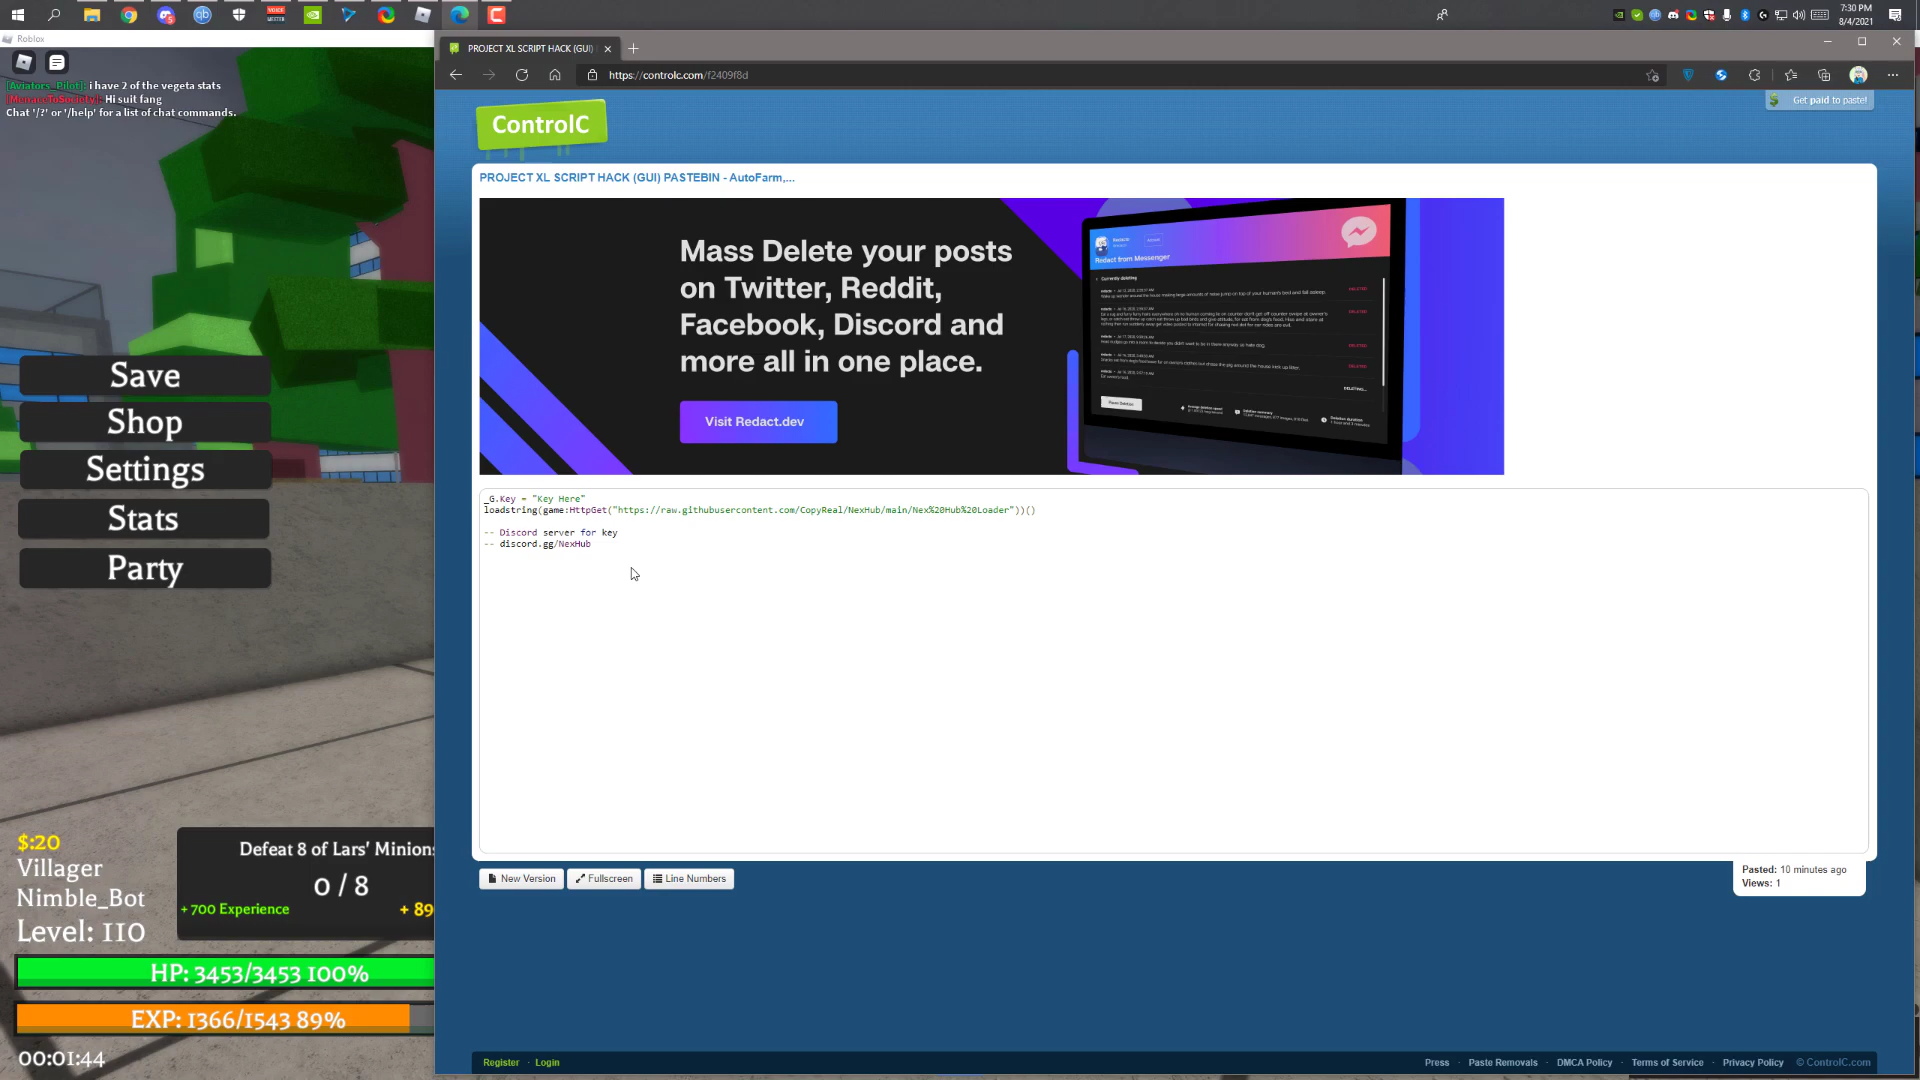 7:30 PM
8/4/2021
Roblox
[Aviators_Pilot]: i have 2 of the vegeta stats
Hi suit fang
Chat '/?' or '/help' for a list of chat commands.
Save
Shop
Settings
Stats
Party
$:20
Villager
Nimble_Bot
Level: 110
Defeat 8 of Lars' Minions
0 / 8
+ 700 Experience
+ 89
HP: 3453/3453 100%
EXP: 1366/1543 89%
00:01:44
PROJECT XL SCRIPT HACK (GUI)
https://controlc.com/f2409f8d
Get paid to paste!
ControlC
PROJECT XL SCRIPT HACK (GUI) PASTEBIN - AutoFarm,...
Mass Delete your posts
on Twitter, Reddit,
Facebook, Discord and
more all in one place.
Visit Redact.dev
Redact from Messenger
_G.Key = "Key Here"
loadstring(game:HttpGet("https://raw.githubusercontent.com/CopyReal/NexHub/main/Nex%20Hub%20Loader"))()
-- Discord server for key
-- discord.gg/NexHub
New Version
Fullscreen
Line Numbers
Pasted: 10 minutes ago
Views: 1
Register · Login
Press · Paste Removals · DMCA Policy · Terms of Service · Privacy Policy · © ControlC.com